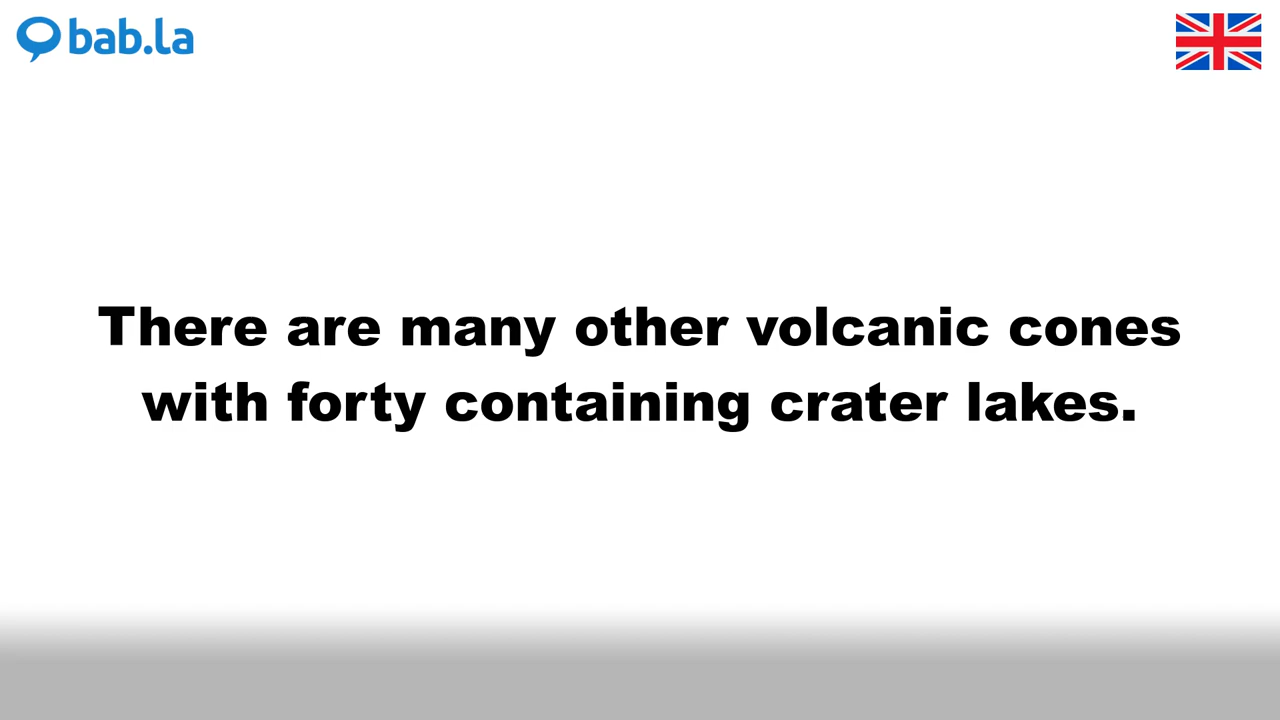 bab.la
There are many other volcanic cones
with forty containing crater lakes.